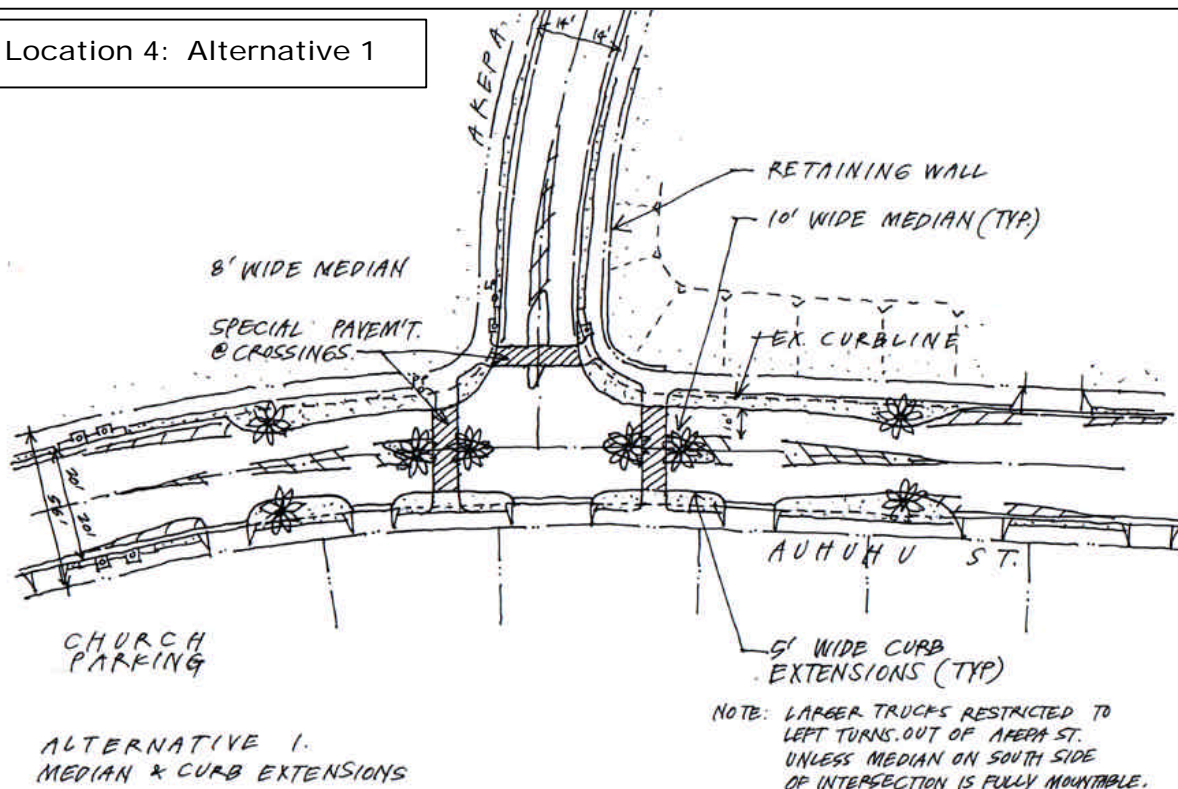 Location 4: Alternative 1
14' 14'
AKEPA
RETAINING WALL
10' WIDE MEDIAN (TYP.)
8' WIDE MEDIAN
SPECIAL PAVEM'T.
@ CROSSINGS.
EX. CURBLINE
10'
20'
55'
20'
AUHUHU ST.
CHURCH
PARKING
5' WIDE CURB
EXTENSIONS (TYP)
NOTE: LARGER TRUCKS RESTRICTED TO
LEFT TURNS. OUT OF AKEPA ST.
UNLESS MEDIAN ON SOUTH SIDE
OF INTERSECTION IS FULLY MOUNTABLE.
ALTERNATIVE 1.
MEDIAN & CURB EXTENSIONS